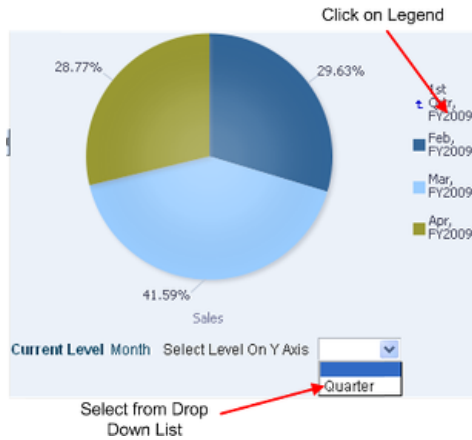 Click on Legend
28.77%
29.63%
1st
Qtr,
FY2009
Feb,
FY2009
Mar,
FY2009
Apr,
FY2009
41.59%
Sales
Current Level Month Select Level On Y Axis
Quarter
Select from Drop
Down List